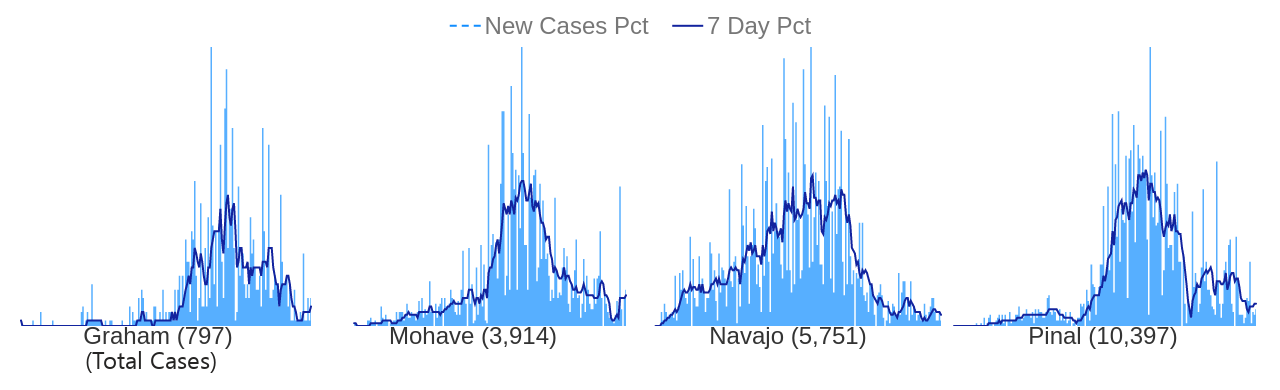 New Cases Pct 7 Day Pct
Graham (797) Mohave (3,914) Navajo (5,751) Pinal (10,397)
(Total Cases)